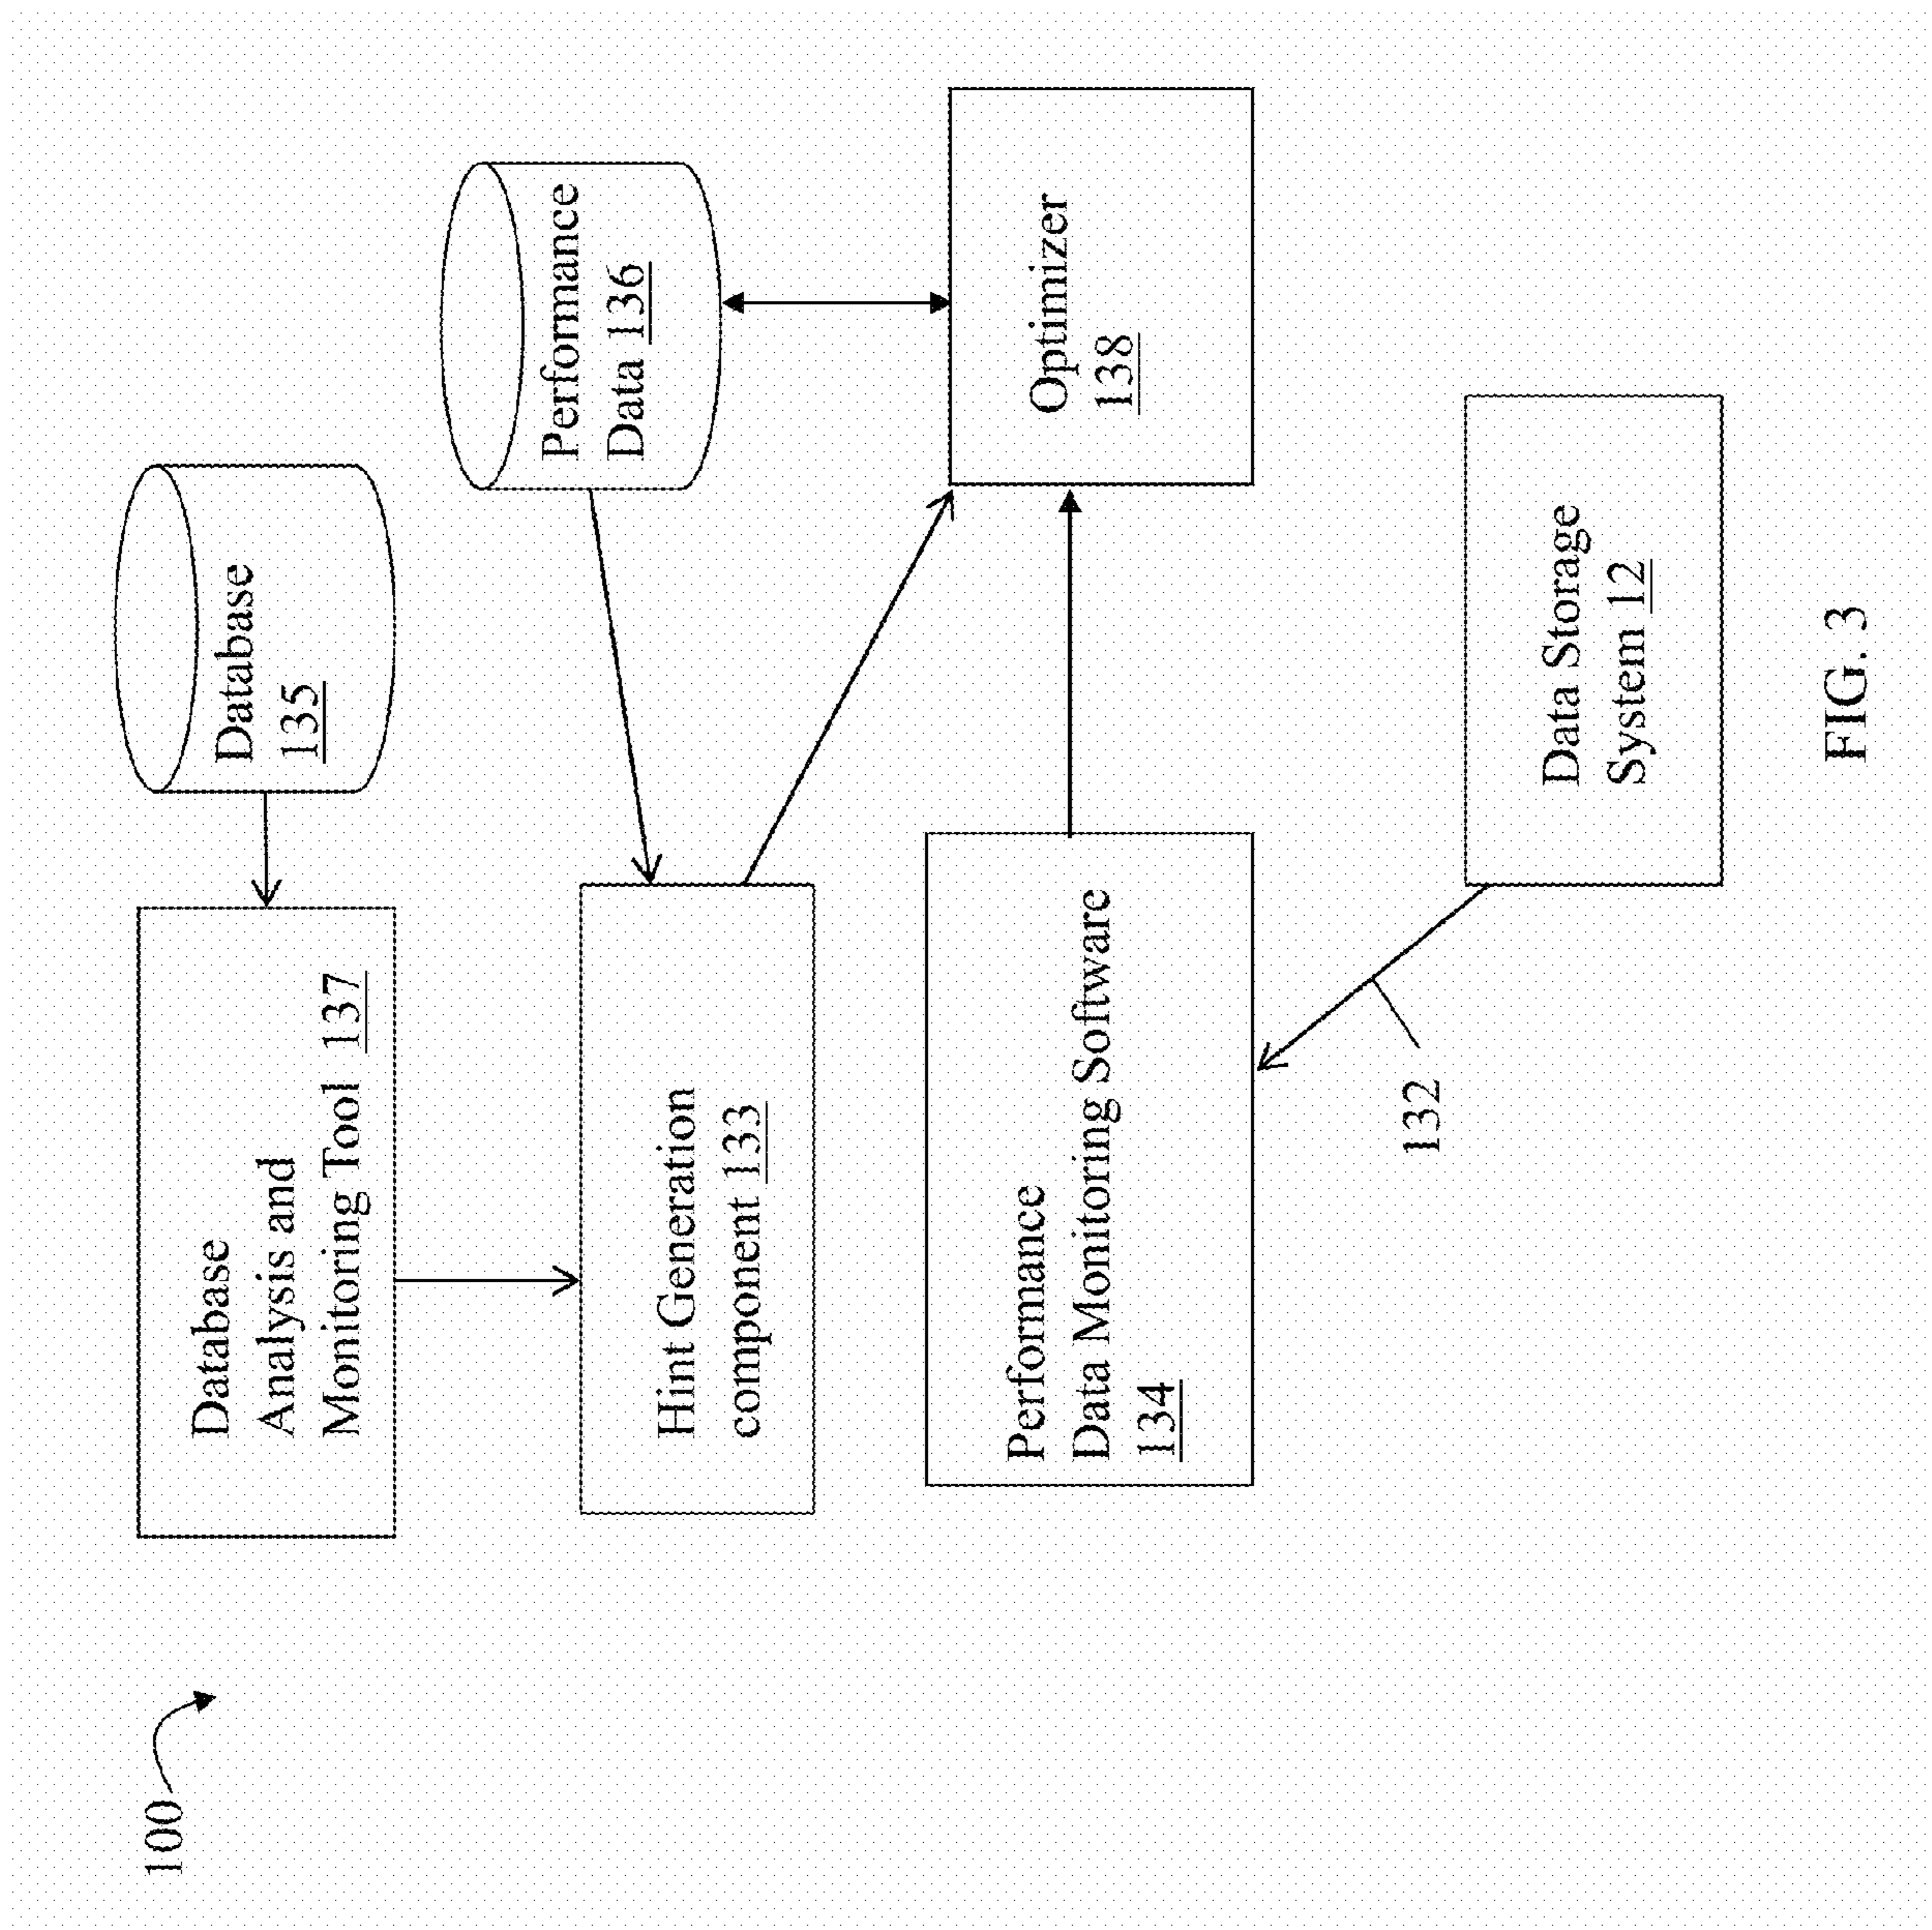 100
Database
Analysis and
Monitoring Tool 137
Database
135
Hint Generation
component 133
Performance
Data 136
Performance
Data Monitoring Software
134
Optimizer
138
132
Data Storage
System 12
FIG. 3